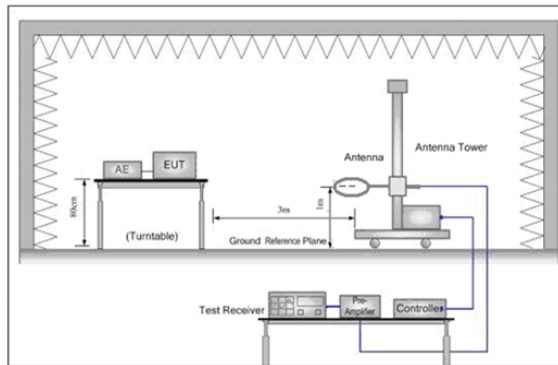 AE
EUT
80cm
(Turntable)
3m
1m
Ground Reference Plane
Antenna
Antenna Tower
Test Receiver
Pre-
Amplifier
Controller